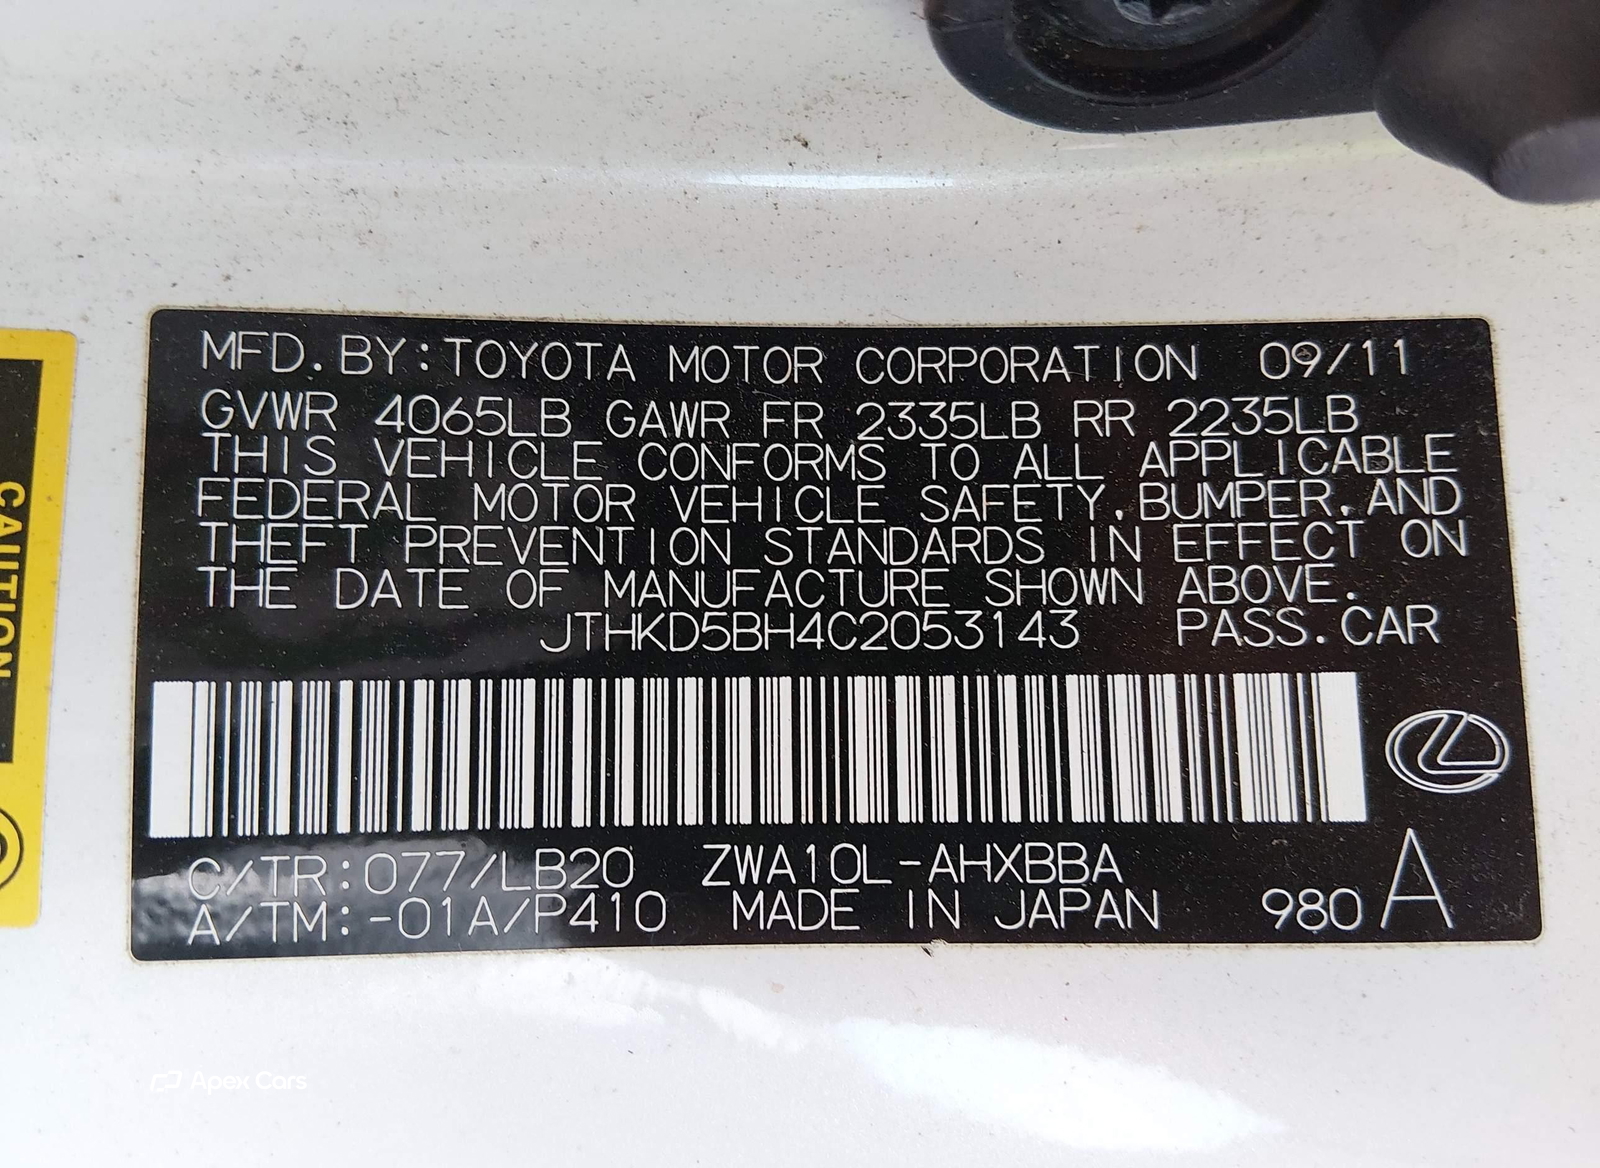 MFD. BY: TOYOTA MOTOR CORPORATION 09/11
GVWR 4065LB GAWR FR 2335LB RR 2235LB
THIS VEHICLE CONFORMS TO ALL APPLICABLE
FEDERAL MOTOR VEHICLE SAFETY, BUMPER, AND
THEFT PREVENTION STANDARDS IN EFFECT ON
THE DATE OF MANUFACTURE SHOWN ABOVE.
JTHKD5BH4C2053143 PASS. CAR
C/TR: 077/LB20 ZWA10L-AHXBBA
A/TM: -01A/P410 MADE IN JAPAN 980 A
CAUTION
Apex Cars